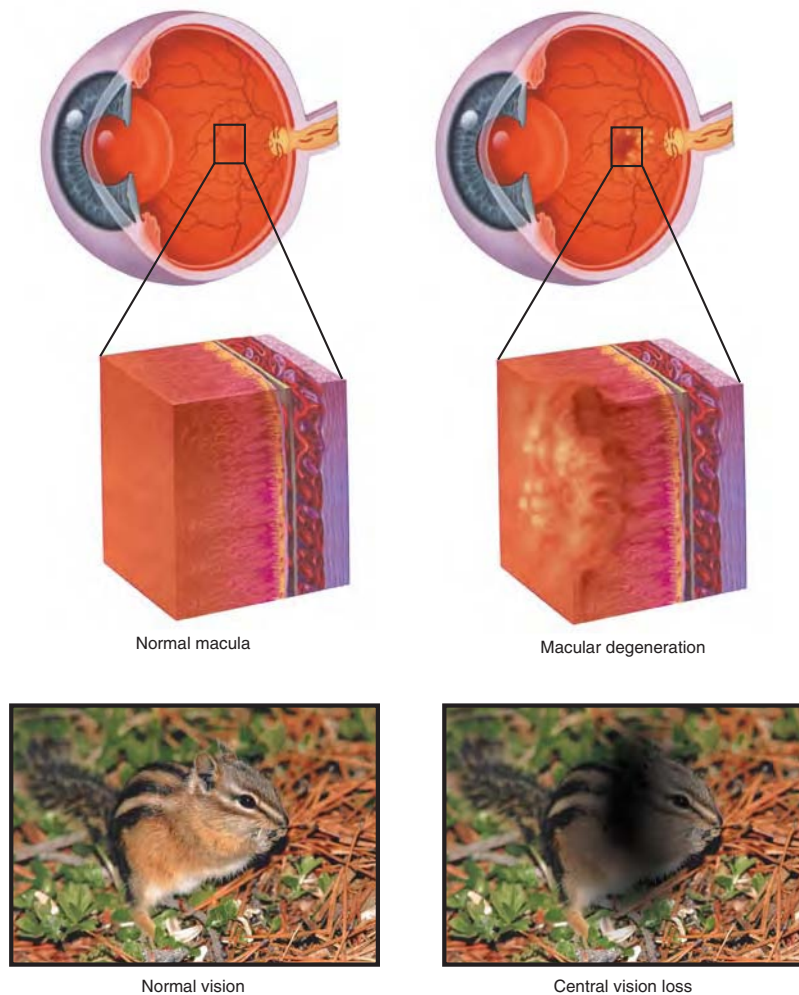 Normal macula
Macular degeneration
Normal vision
Central vision loss